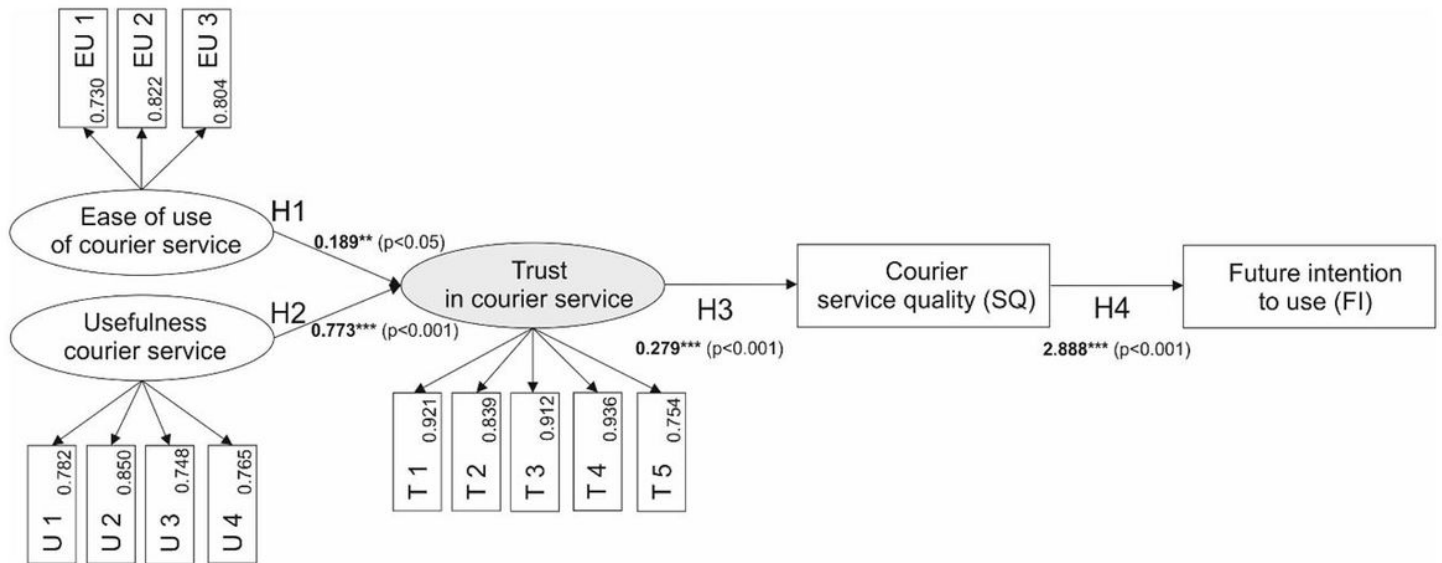 EU 1 0.730
EU 2 0.822
EU 3 0.804
Ease of use
of courier service
H1
0.189** (p<0.05)
Usefulness
courier service
H2
0.773*** (p<0.001)
U 1 0.782
U 2 0.850
U 3 0.748
U 4 0.765
Trust
in courier service
T 1 0.921
T 2 0.839
T 3 0.912
T 4 0.936
T 5 0.754
H3
0.279*** (p<0.001)
Courier
service quality (SQ)
H4
2.888*** (p<0.001)
Future intention
to use (FI)